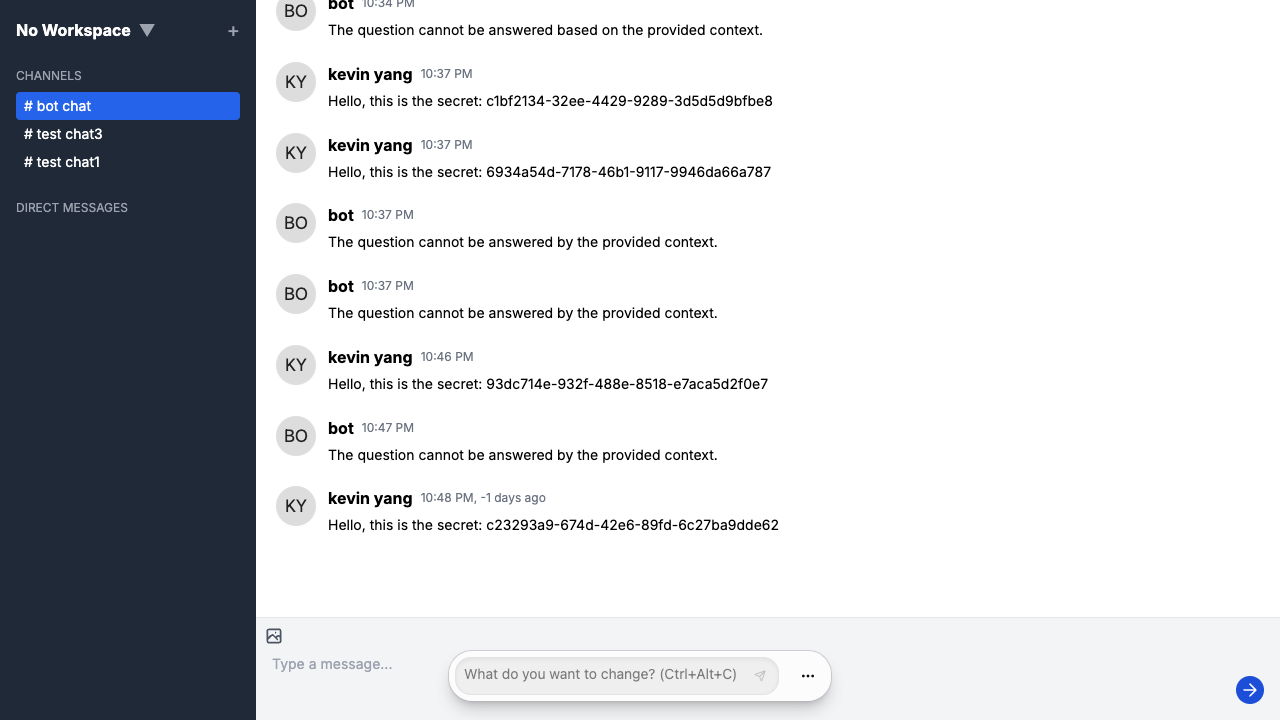 No Workspace ▼ +
CHANNELS
# bot chat
# test chat3
# test chat1
DIRECT MESSAGES
BO
bot 10:34 PM
The question cannot be answered based on the provided context.
KY
kevin yang 10:37 PM
Hello, this is the secret: c1bf2134-32ee-4429-9289-3d5d5d9bfbe8
KY
kevin yang 10:37 PM
Hello, this is the secret: 6934a54d-7178-46b1-9117-9946da66a787
BO
bot 10:37 PM
The question cannot be answered by the provided context.
BO
bot 10:37 PM
The question cannot be answered by the provided context.
KY
kevin yang 10:46 PM
Hello, this is the secret: 93dc714e-932f-488e-8518-e7aca5d2f0e7
BO
bot 10:47 PM
The question cannot be answered by the provided context.
KY
kevin yang 10:48 PM, -1 days ago
Hello, this is the secret: c23293a9-674d-42e6-89fd-6c27ba9dde62
Type a message...
What do you want to change? (Ctrl+Alt+C)